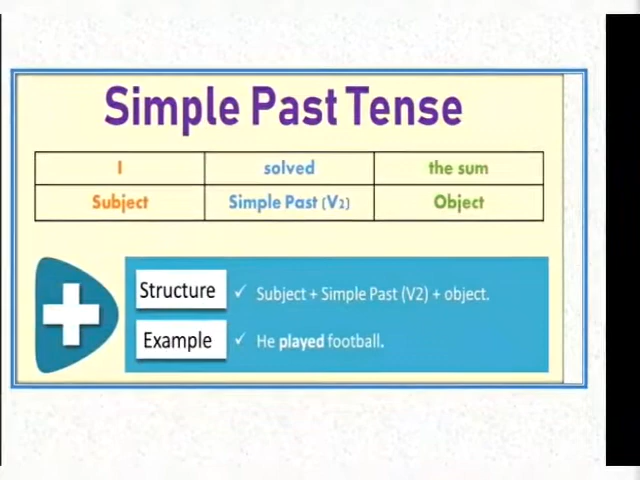 Simple Past Tense
I solved the sum
Subject Simple Past (V2) Object
Structure ✓ Subject + Simple Past (V2) + object.
Example ✓ He played football.